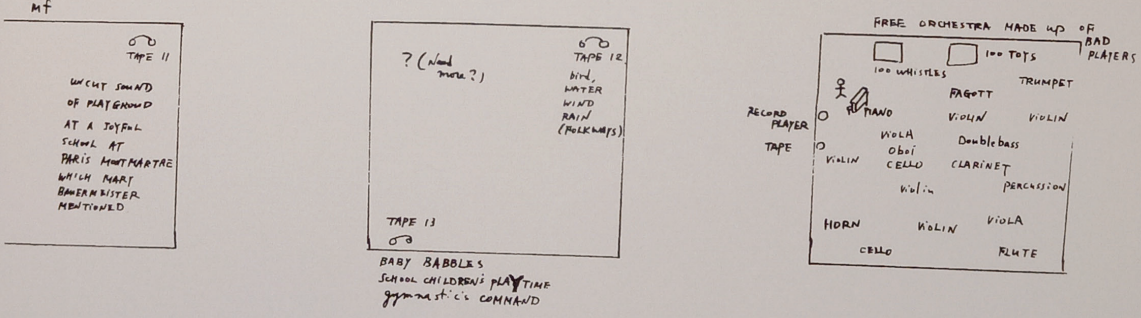 mf
TAPE 11
UNCUT SOUND
OF PLAYGROUND
AT A JOYFUL
SCHOOL AT
PARIS MONTMARTRE
WHICH MARY
BAUERMEISTER
MENTIONED
? (Need
more?)
TAPE 12
bird,
WATER
WIND
RAIN
(FOLKWAYS)
TAPE 13
BABY BABBLES
SCHOOL CHILDREN'S PLAYTIME
gymnastic's COMMAND
FREE ORCHESTRA MADE up OF
BAD
PLAYERS
100 WHISTLES
100 TOYS
TRUMPET
FAGOTT
PIANO
VIOLIN
VIOLIN
RECORD
PLAYER
TAPE
VIOLA
Doublebass
Oboi
VIOLIN
CELLO
CLARINET
Violin
PERCUSSION
HORN
VIOLIN
VIOLA
CELLO
FLUTE